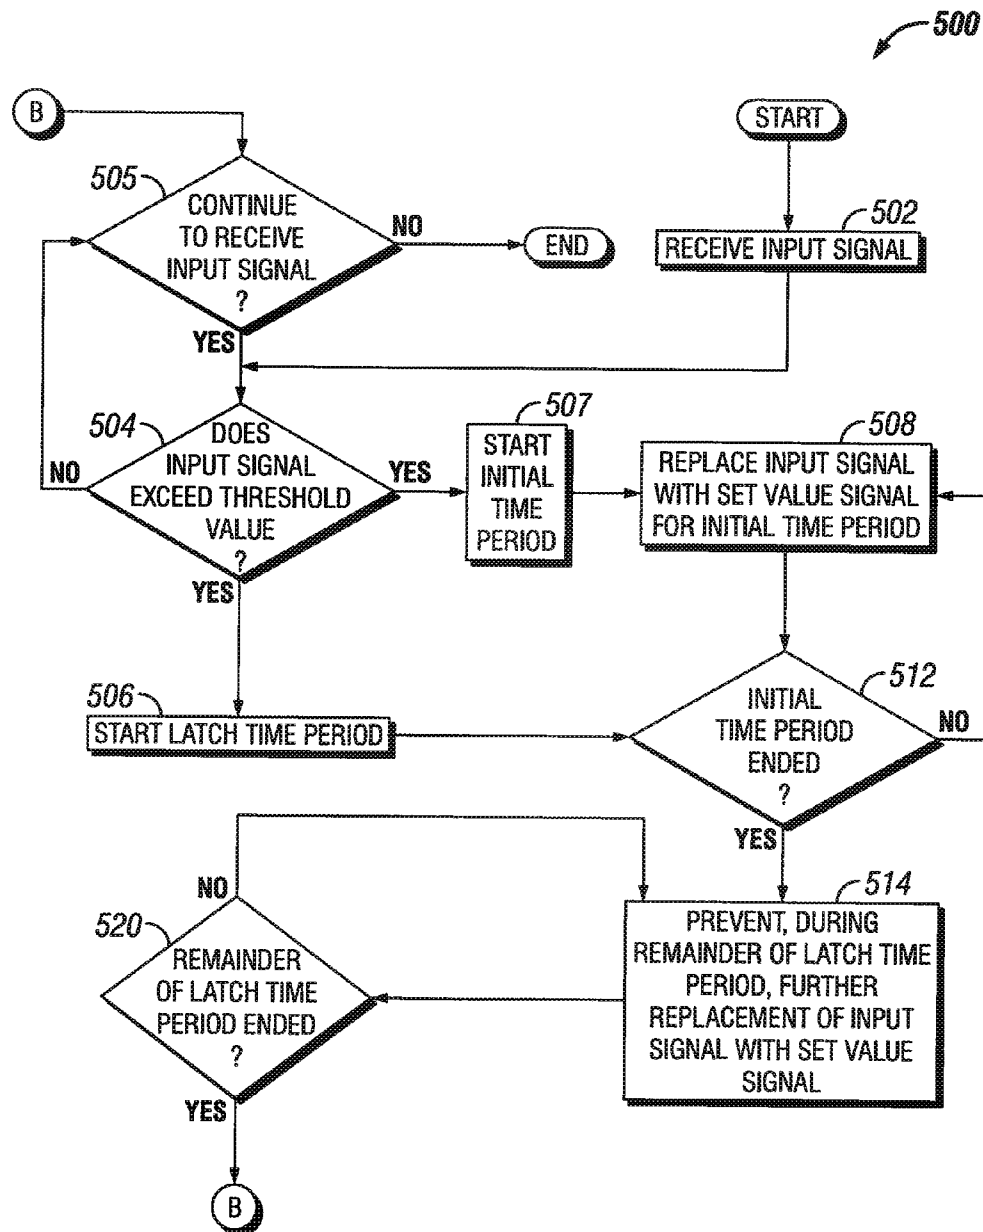 500
B
START
505
CONTINUE
TO RECEIVE
INPUT SIGNAL
?
NO
END
502
RECEIVE INPUT SIGNAL
YES
504
DOES
INPUT SIGNAL
EXCEED THRESHOLD
VALUE
?
NO
YES
YES
507
START
INITIAL
TIME
PERIOD
508
REPLACE INPUT SIGNAL
WITH SET VALUE SIGNAL
FOR INITIAL TIME PERIOD
506
START LATCH TIME PERIOD
512
INITIAL
TIME PERIOD
ENDED
?
NO
YES
514
PREVENT, DURING
REMAINDER OF LATCH TIME
PERIOD, FURTHER
REPLACEMENT OF INPUT
SIGNAL WITH SET VALUE
SIGNAL
NO
520
REMAINDER
OF LATCH TIME
PERIOD ENDED
?
YES
B